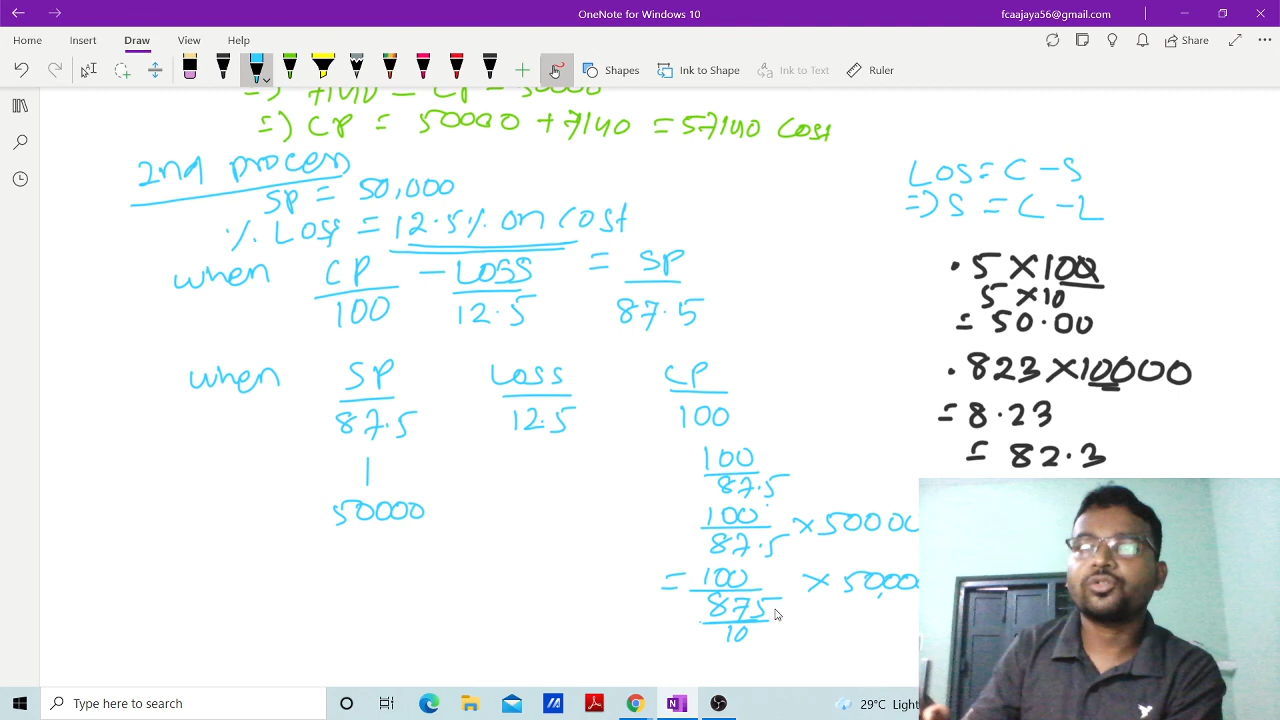 OneNote for Windows 10
fcaajaya56@gmail.com
Home Insert Draw View Help
Share
Shapes
Ink to Shape
Ink to Text
Ruler
=) CP = 50000 + 7140 = 57140 Cost
2nd process
SP = 50,000
% Loss = 12.5% on cost
when CP - LOSS = SP
100 12.5 87.5
when SP Loss CP
87.5 12.5 100
1
100
87.5
50000
100
87.5
= 100
875
10
× 50,000
Los = C - S
=> S = C - L
.5 × 100
5 × 10
= 50.00
.823 × 10000
= 8.23
= 82.3
Type here to search
29°C Light